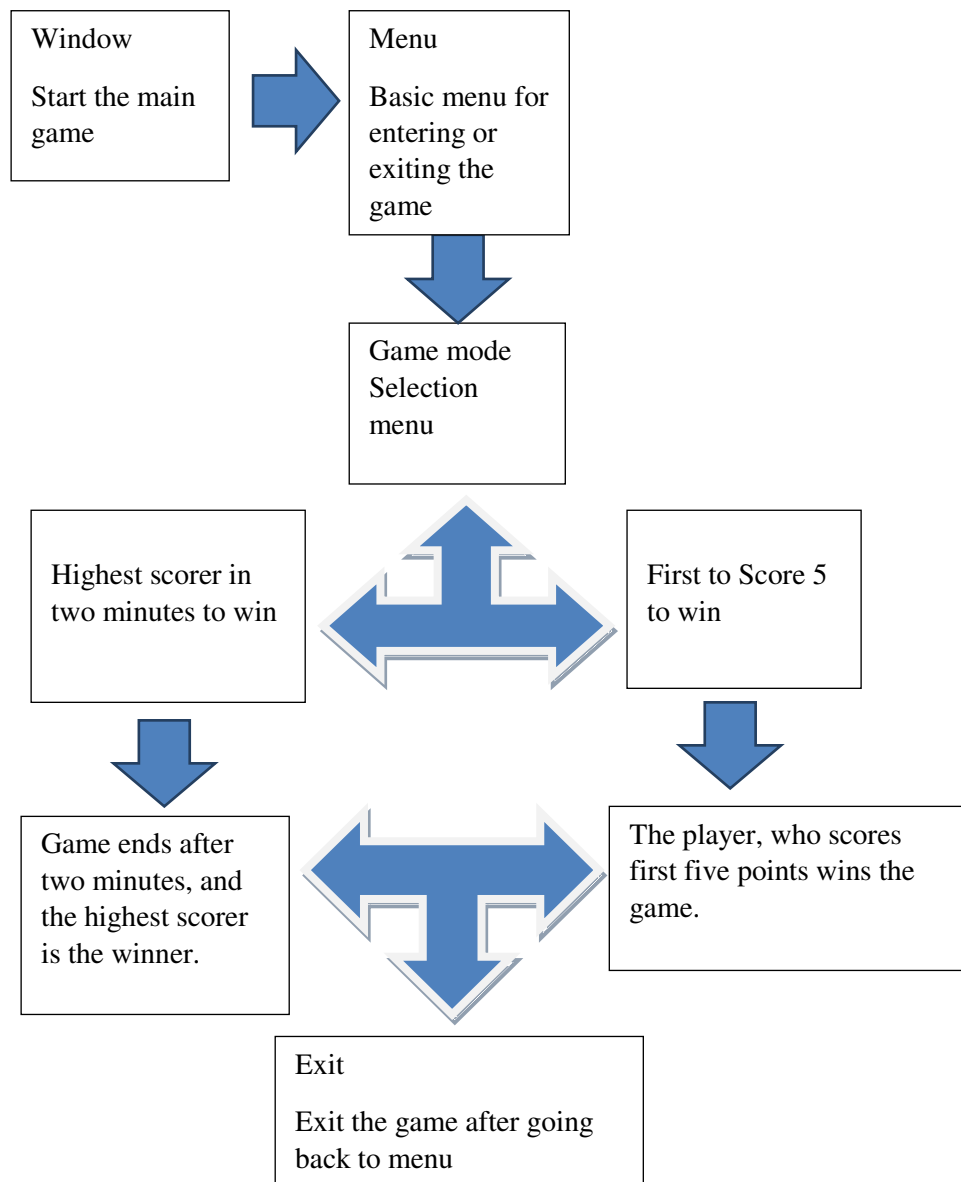 Window
Start the main
game
Menu
Basic menu for
entering or
exiting the
game
Game mode
Selection
menu
Highest scorer in
two minutes to win
First to Score 5
to win
Game ends after
two minutes, and
the highest scorer
is the winner.
The player, who scores
first five points wins the
game.
Exit
Exit the game after going
back to menu